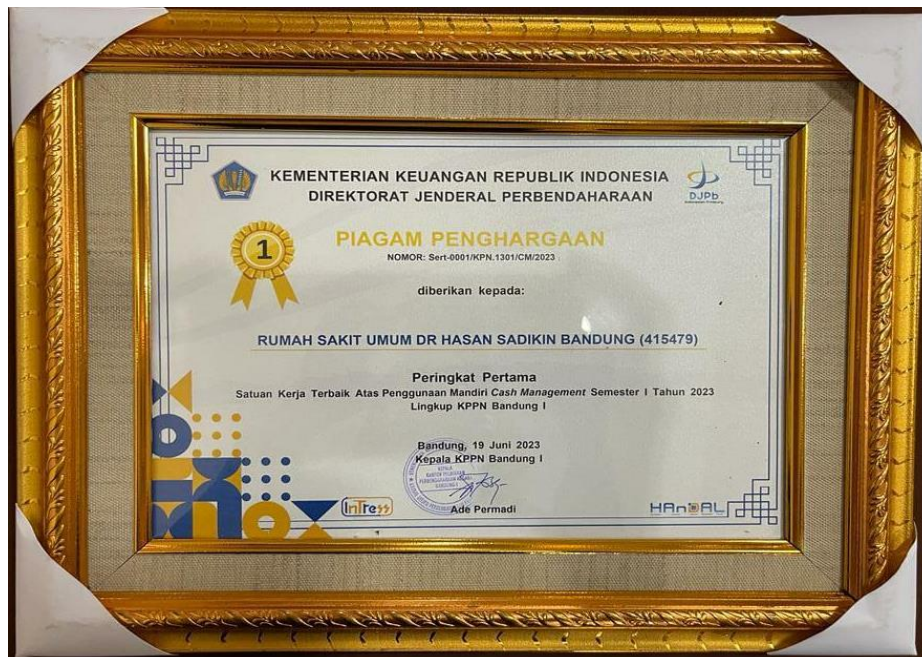 KEMENTERIAN KEUANGAN REPUBLIK INDONESIA
DIREKTORAT JENDERAL PERBENDAHARAAN
DJPb
1
PIAGAM PENGHARGAAN
NOMOR: Sert-0001/KPN.1301/CM/2023
diberikan kepada:
RUMAH SAKIT UMUM DR HASAN SADIKIN BANDUNG (415479)
Peringkat Pertama
Satuan Kerja Terbaik Atas Penggunaan Mandiri Cash Management Semester I Tahun 2023
Lingkup KPPN Bandung I
Bandung, 19 Juni 2023
Kepala KPPN Bandung I
KEPALA
BANDUNG I
Ade Permadi
InTress
HAnDAL